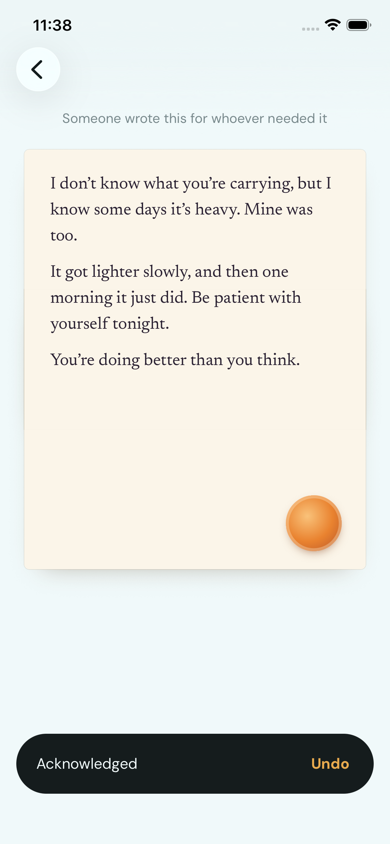 11:38
Someone wrote this for whoever needed it
I don’t know what you’re carrying, but I
know some days it’s heavy. Mine was
too.
It got lighter slowly, and then one
morning it just did. Be patient with
yourself tonight.
You’re doing better than you think.
Acknowledged
Undo